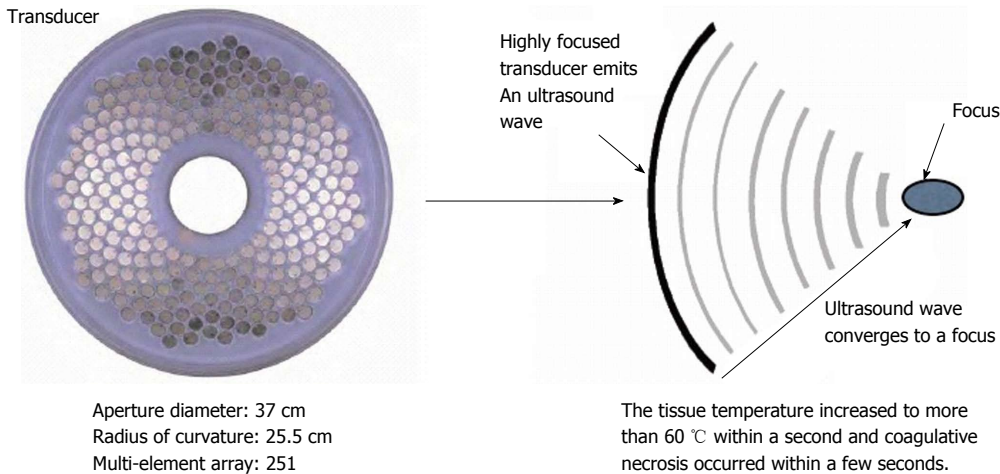 Transducer
Highly focused
transducer emits
An ultrasound
wave
Focus
Ultrasound wave
converges to a focus
Aperture diameter: 37 cm
Radius of curvature: 25.5 cm
Multi-element array: 251
The tissue temperature increased to more
than 60 ℃ within a second and coagulative
necrosis occurred within a few seconds.